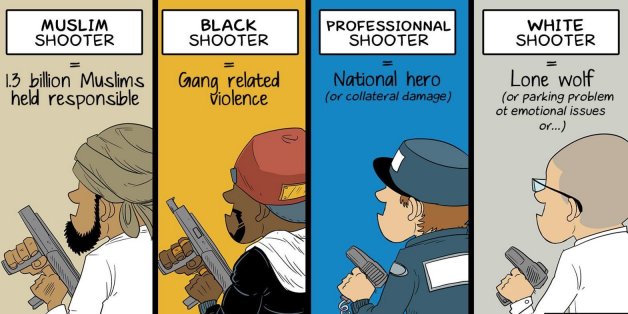 MUSLIM
SHOOTER
=
1.3 billion Muslims
held responsible
BLACK
SHOOTER
=
Gang related
violence
PROFESSIONNAL
SHOOTER
=
National hero
(or collateral damage)
WHITE
SHOOTER
=
Lone wolf
(or parking problem
ot emotional issues
or...)